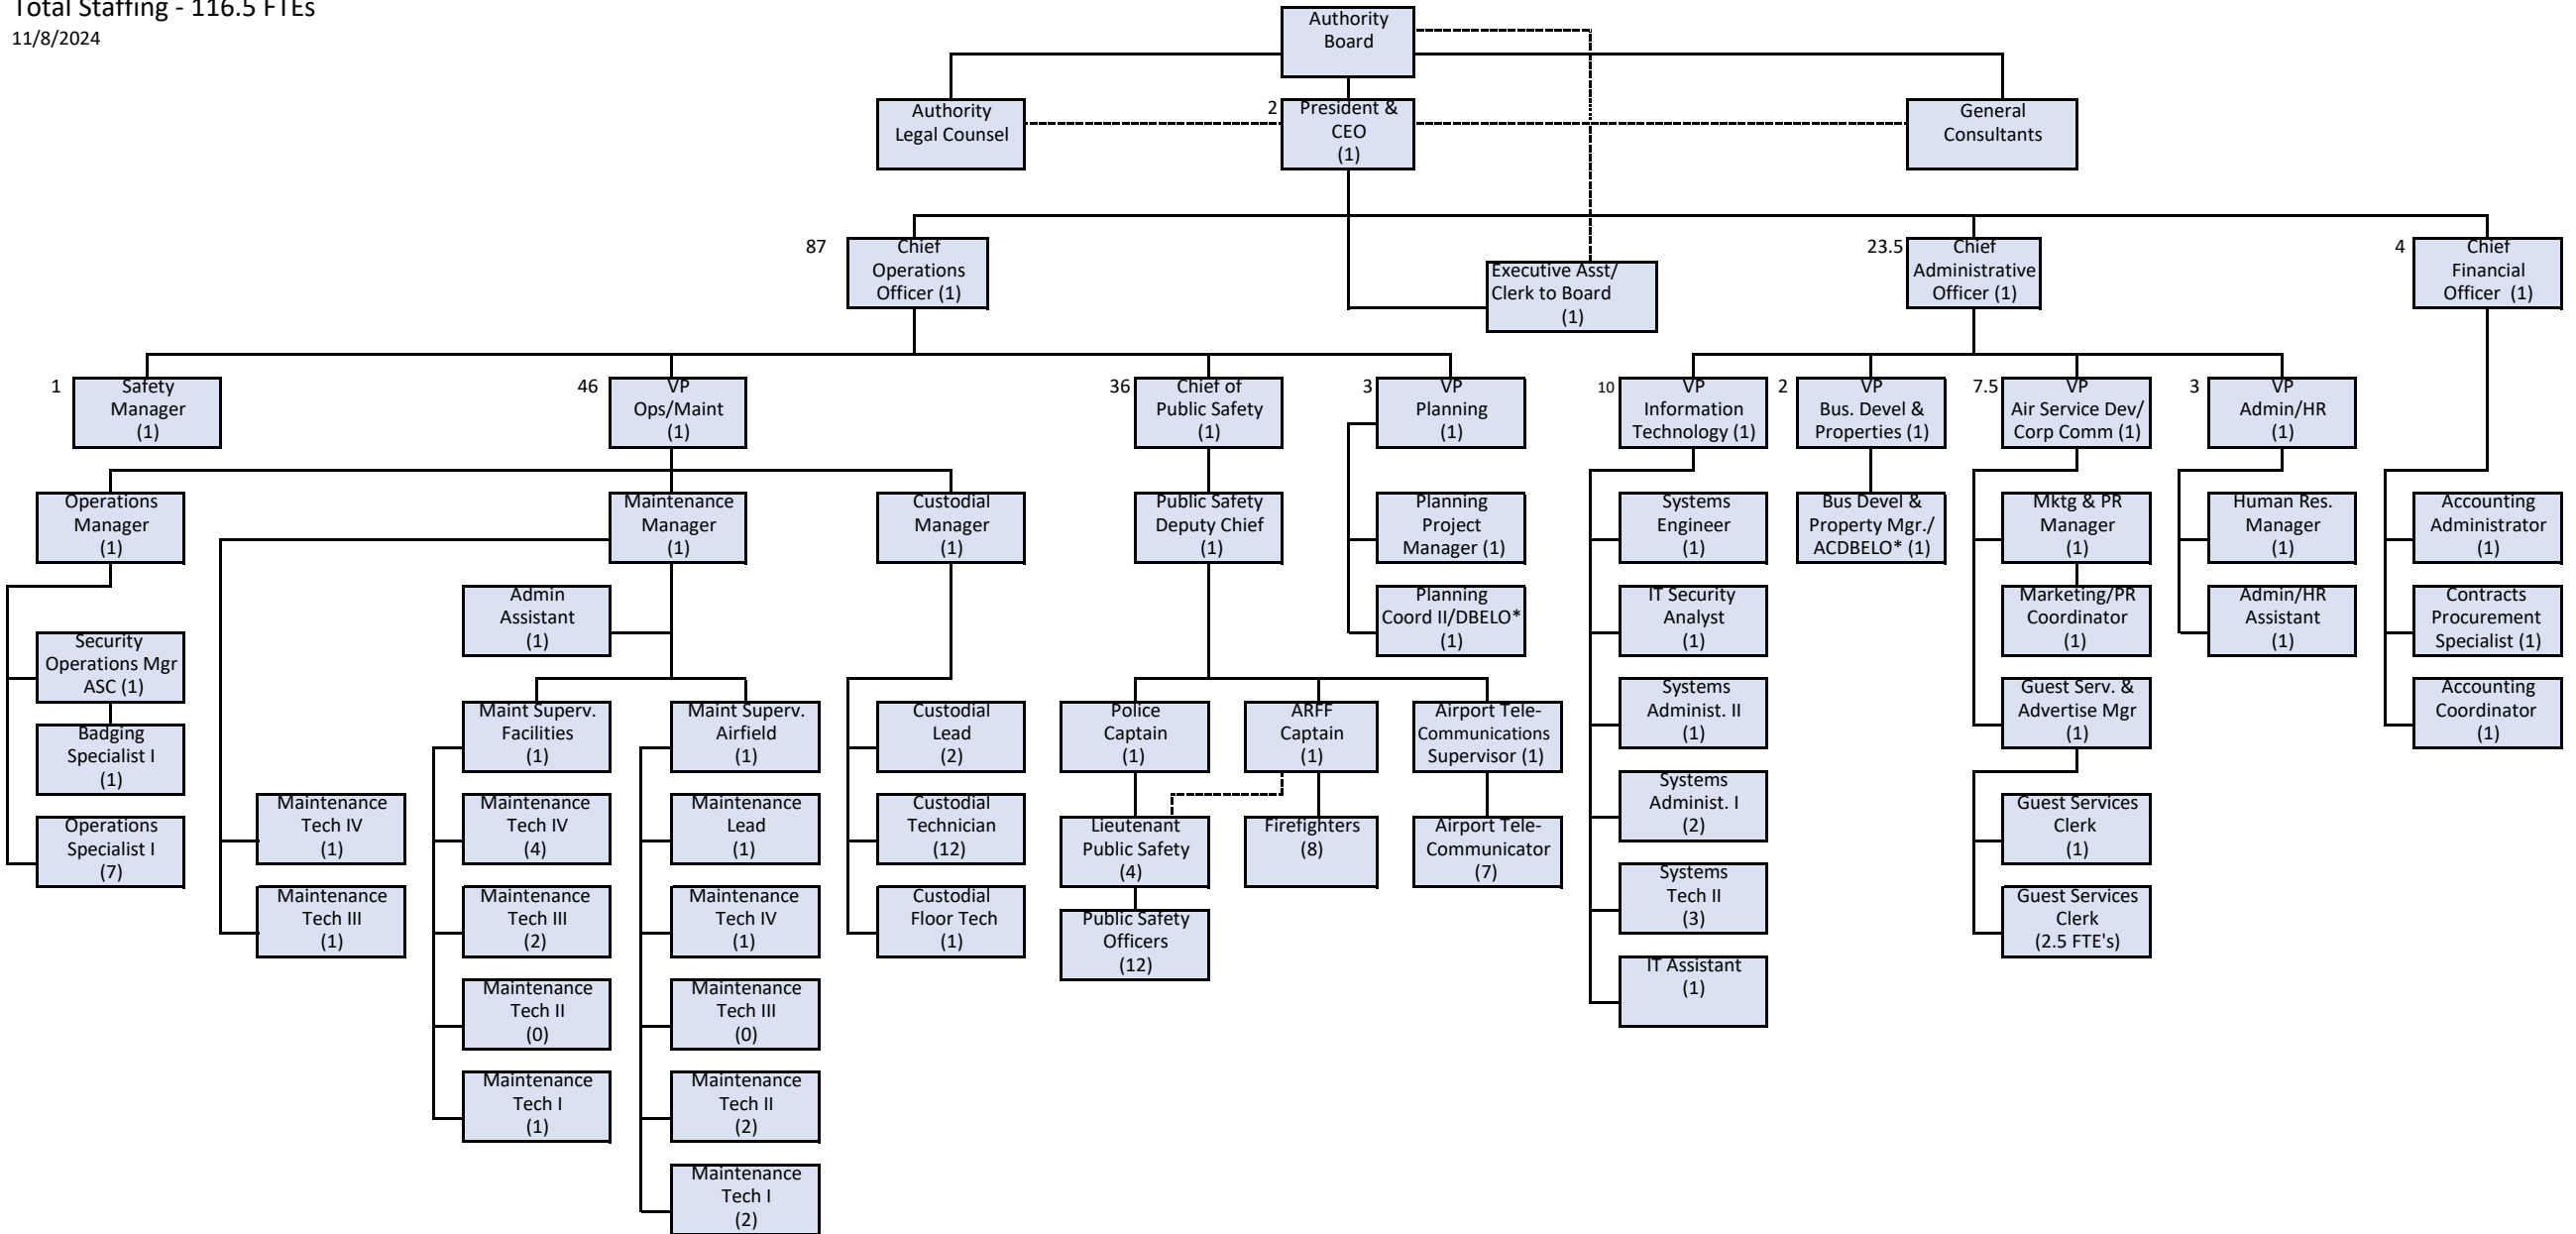 Total Staffing - 116.5 FTEs
11/8/2024
Authority
Board
Authority
Legal Counsel
2
President &
CEO
(1)
General
Consultants
87
Chief
Operations
Officer (1)
Executive Asst/
Clerk to Board
(1)
23.5
Chief
Administrative
Officer (1)
4
Chief
Financial
Officer  (1)
1
Safety
Manager
(1)
46
VP
Ops/Maint
(1)
36
Chief of
Public Safety
(1)
3
VP
Planning
(1)
10
VP
Information
Technology (1)
2
VP
Bus. Devel &
Properties (1)
7.5
VP
Air Service Dev/
Corp Comm (1)
3
VP
Admin/HR
(1)
Operations
Manager
(1)
Maintenance
Manager
(1)
Custodial
Manager
(1)
Public Safety
Deputy Chief
(1)
Planning
Project
Manager (1)
Systems
Engineer
(1)
Bus Devel &
Property Mgr./
ACDBELO* (1)
Mktg & PR
Manager
(1)
Human Res.
Manager
(1)
Accounting
Administrator
(1)
Admin
Assistant
(1)
Planning
Coord II/DBELO*
(1)
IT Security
Analyst
(1)
Marketing/PR
Coordinator
(1)
Admin/HR
Assistant
(1)
Contracts
Procurement
Specialist (1)
Security
Operations Mgr
ASC (1)
Systems
Administ. II
(1)
Guest Serv. &
Advertise Mgr
(1)
Accounting
Coordinator
(1)
Badging
Specialist I
(1)
Maint Superv.
Facilities
(1)
Maint Superv.
Airfield
(1)
Custodial
Lead
(2)
Police
Captain
(1)
ARFF
Captain
(1)
Airport Tele-
Communications
Supervisor (1)
Systems
Administ. I
(2)
Operations
Specialist I
(7)
Maintenance
Tech IV
(1)
Maintenance
Tech IV
(4)
Maintenance
Lead
(1)
Custodial
Technician
(12)
Lieutenant
Public Safety
(4)
Firefighters
(8)
Airport Tele-
Communicator
(7)
Guest Services
Clerk
(1)
Maintenance
Tech III
(1)
Maintenance
Tech III
(2)
Maintenance
Tech IV
(1)
Custodial
Floor Tech
(1)
Public Safety
Officers
(12)
Systems
Tech II
(3)
Guest Services
Clerk
(2.5 FTE's)
Maintenance
Tech II
(0)
Maintenance
Tech III
(0)
IT Assistant
(1)
Maintenance
Tech I
(1)
Maintenance
Tech II
(2)
Maintenance
Tech I
(2)